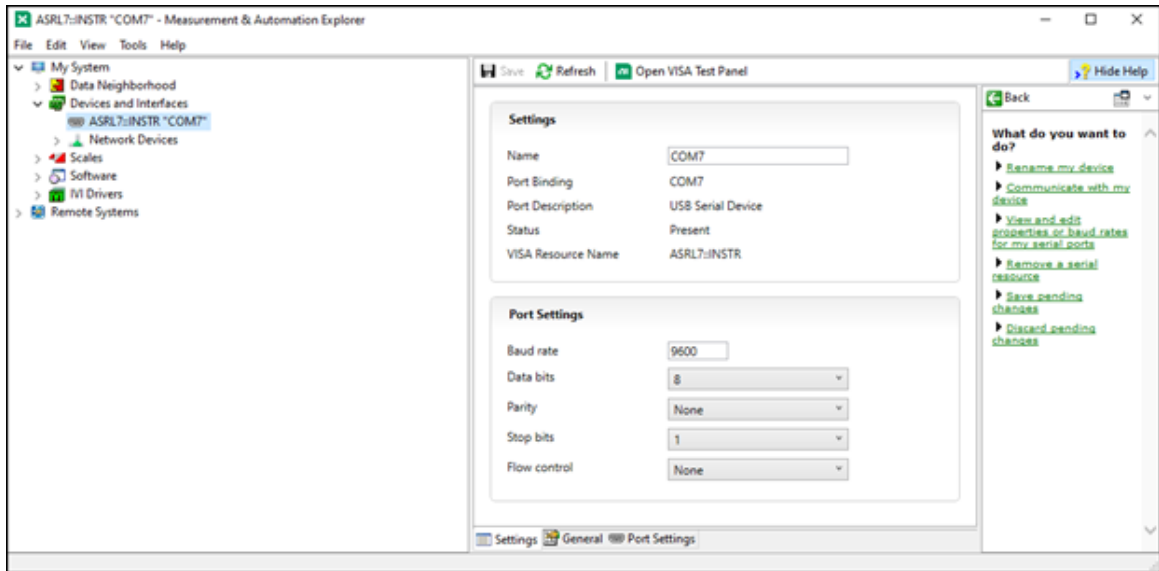 ASRL7::INSTR "COM7" - Measurement & Automation Explorer
File Edit View Tools Help
My System
Data Neighborhood
Devices and Interfaces
ASRL7::INSTR "COM7"
Network Devices
Scales
Software
IVI Drivers
Remote Systems
Save Refresh Open VISA Test Panel
Hide Help
Settings
Name COM7
Port Binding COM7
Port Description USB Serial Device
Status Present
VISA Resource Name ASRL7::INSTR
Port Settings
Baud rate 9600
Data bits 8
Parity None
Stop bits 1
Flow control None
Settings General Port Settings
Back
What do you want to
do?
Rename my device
Communicate with my
device
View and edit
properties or baud rates
for my serial ports
Remove a serial
resource
Save pending
changes
Discard pending
changes